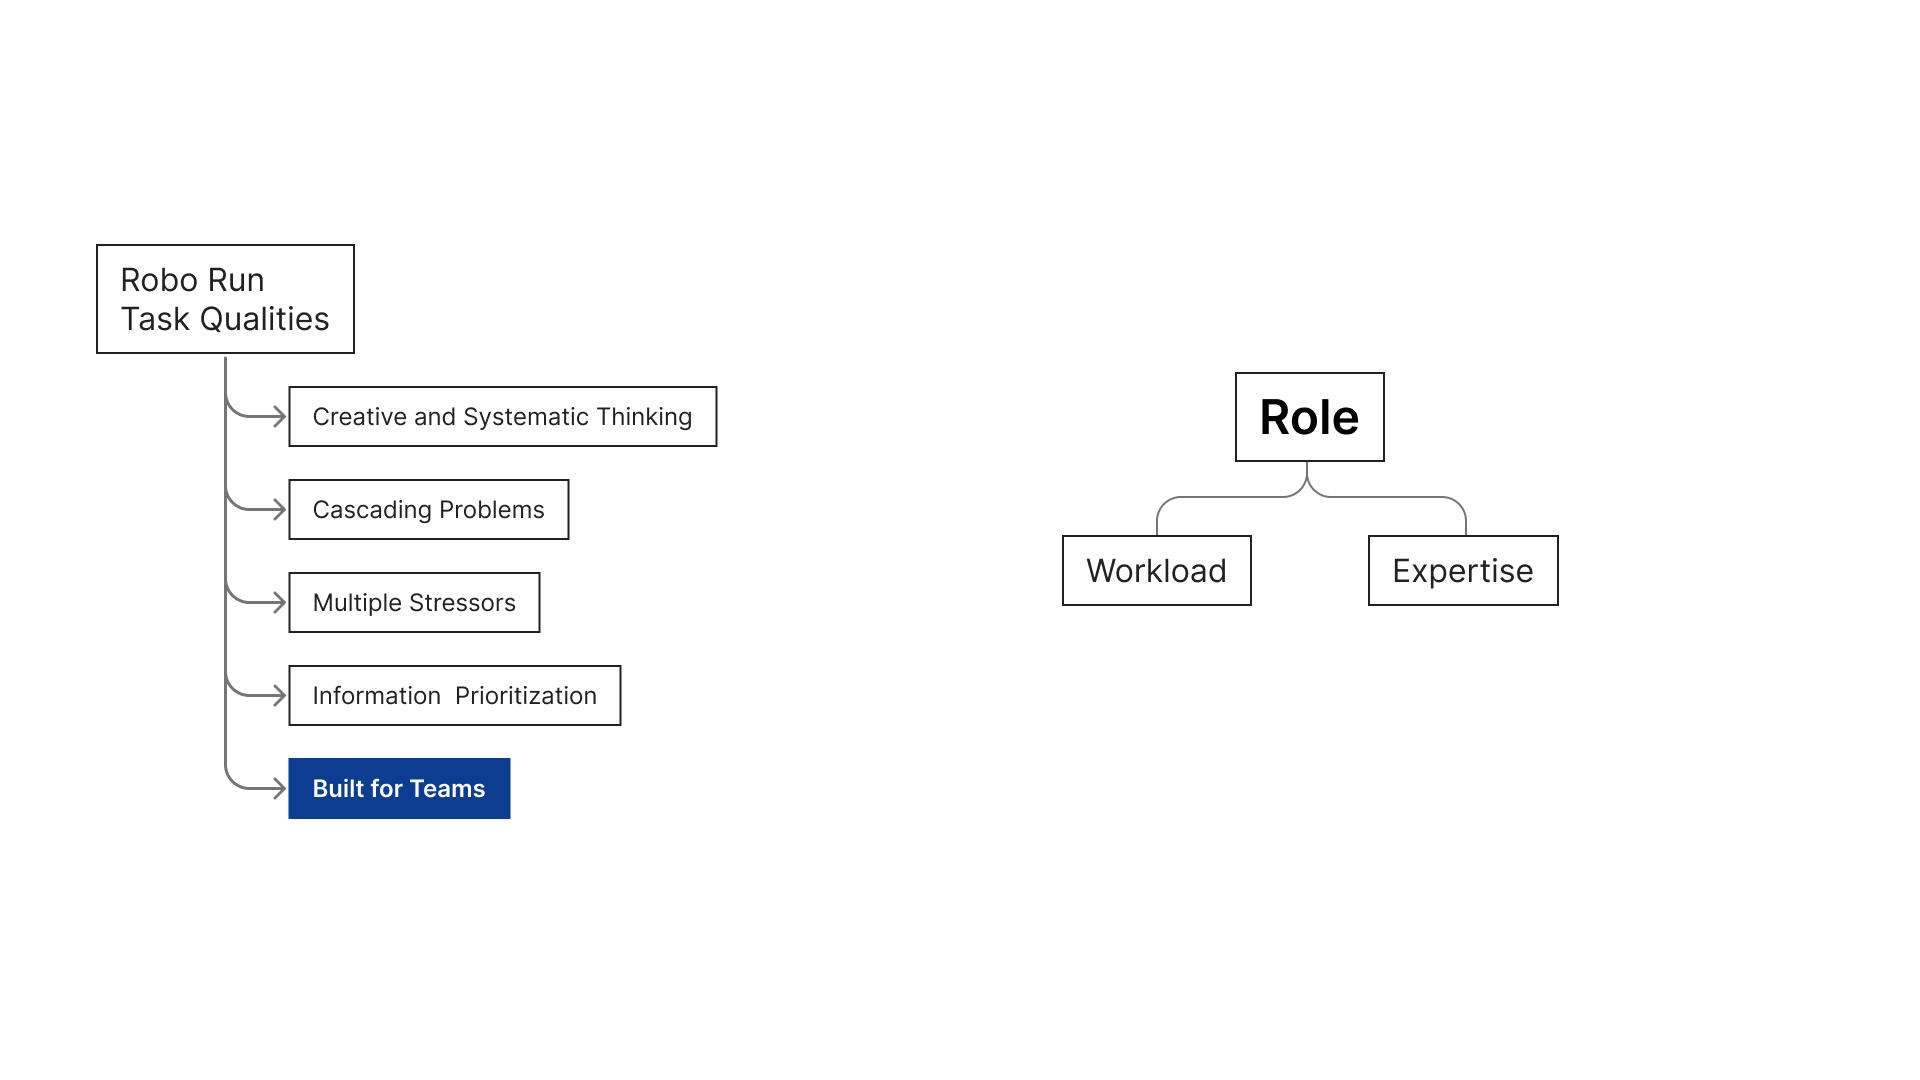 Robo Run
Task Qualities
Creative and Systematic Thinking
Cascading Problems
Multiple Stressors
Information  Prioritization
Built for Teams
Role
Workload
Expertise